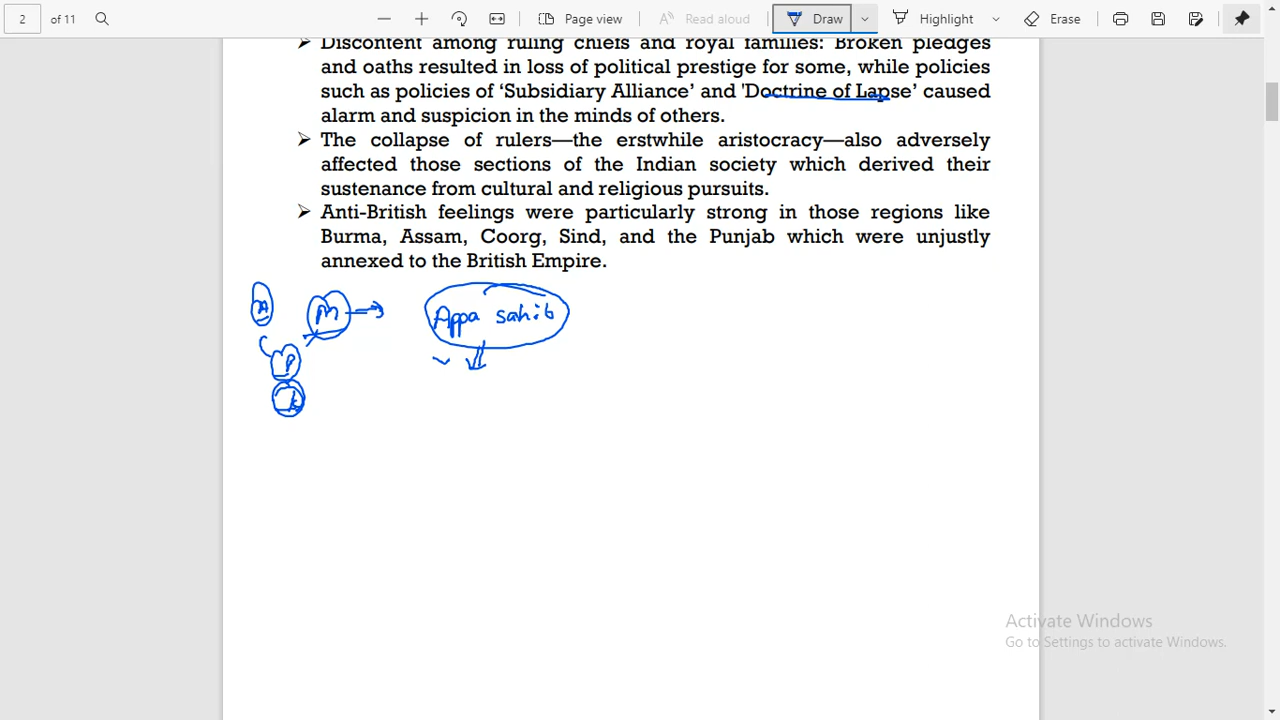 2 of 11 Page view Read aloud Draw Highlight Erase
➢ Discontent among ruling chiefs and royal families: Broken pledges
and oaths resulted in loss of political prestige for some, while policies
such as policies of ‘Subsidiary Alliance’ and 'Doctrine of Lapse’ caused
alarm and suspicion in the minds of others.
➢ The collapse of rulers—the erstwhile aristocracy—also adversely
affected those sections of the Indian society which derived their
sustenance from cultural and religious pursuits.
➢ Anti-British feelings were particularly strong in those regions like
Burma, Assam, Coorg, Sind, and the Punjab which were unjustly
annexed to the British Empire.
A m Appa sahib
P
Activate Windows
Go to Settings to activate Windows.